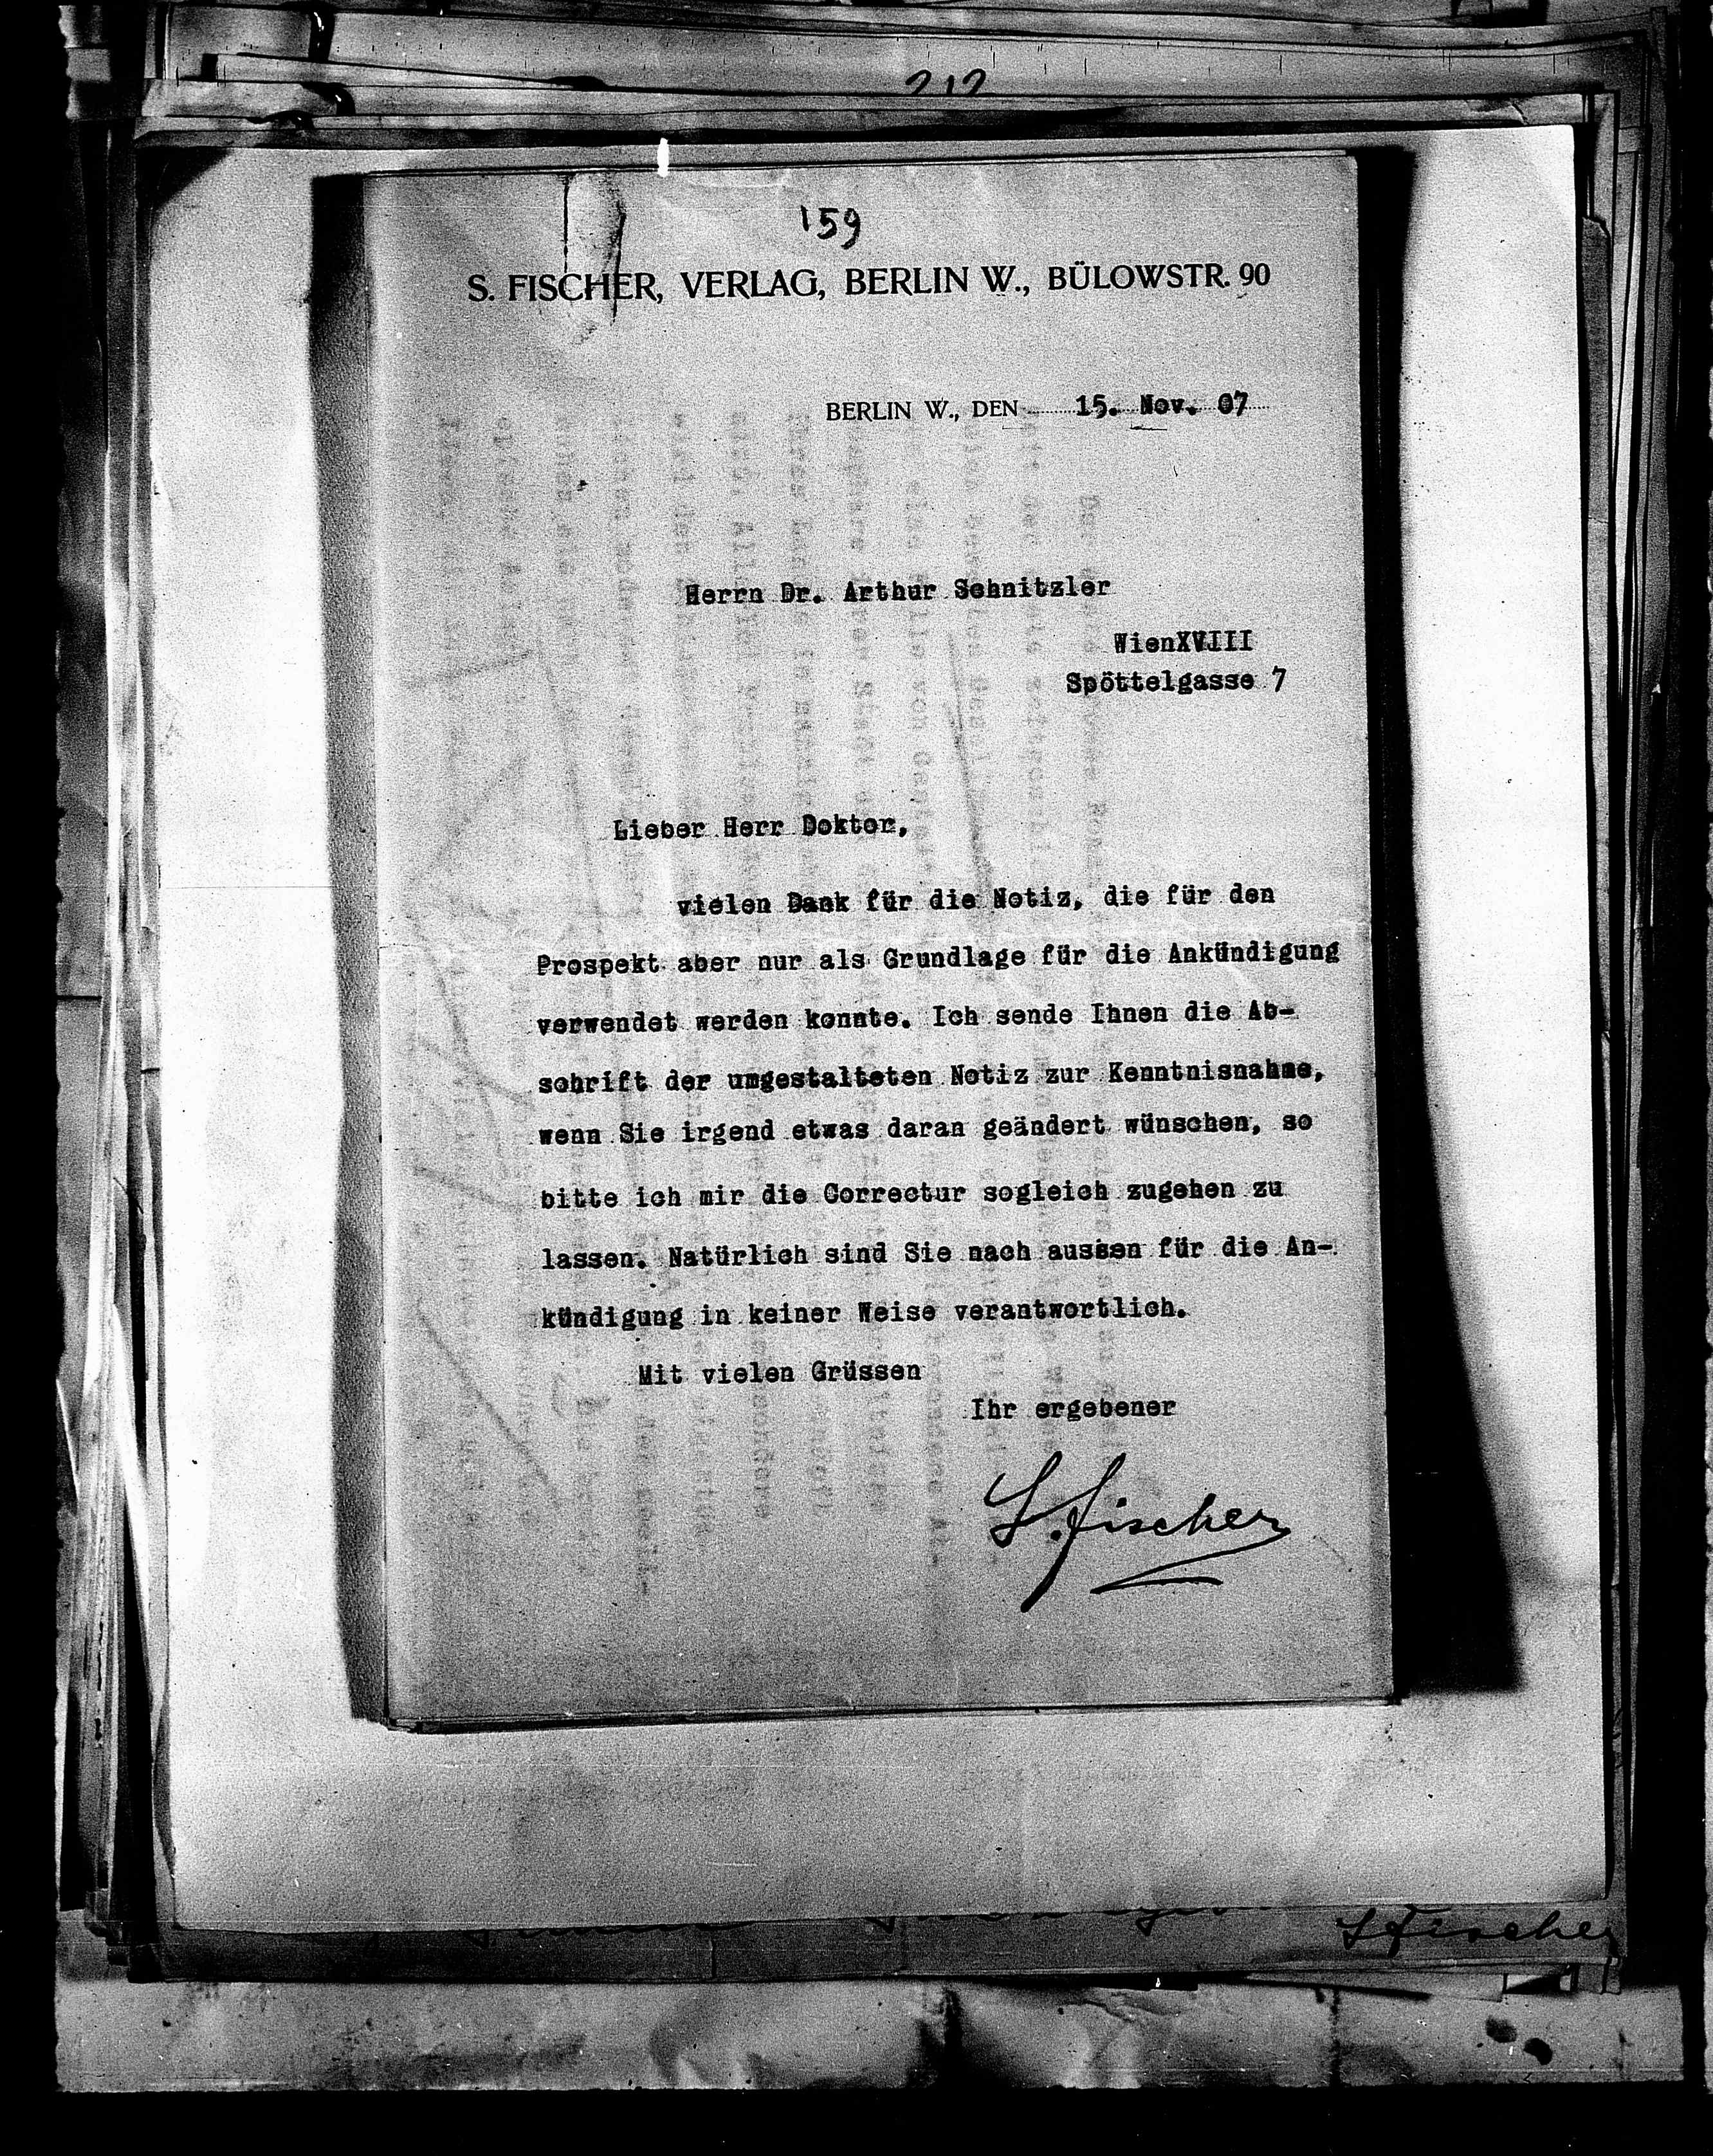 212
159
S. FISCHER, VERLAG, BERLIN W., BÜLOWSTR. 90
BERLIN W., DEN 15. Nov. 07
Herrn Dr. Arthur Schnitzler
WienXVIII
Spöttelgasse 7
Lieber Herr Doktor,
vielen Dank für die Notiz, die für den
Prospekt aber nur als Grundlage für die Ankündigung
verwendet werden konnte. Ich sende Ihnen die Ab-
schrift der umgestalteten Notiz zur Kenntnisnahme,
wenn Sie irgend etwas daran geändert wünschen, so
bitte ich mir die Correctur sogleich zugehen zu
lassen. Natürlich sind Sie nach aussen für die An-
kündigung in keiner Weise verantwortlich.
Mit vielen Grüssen
Ihr ergebener
S. Fischer
S Fischer